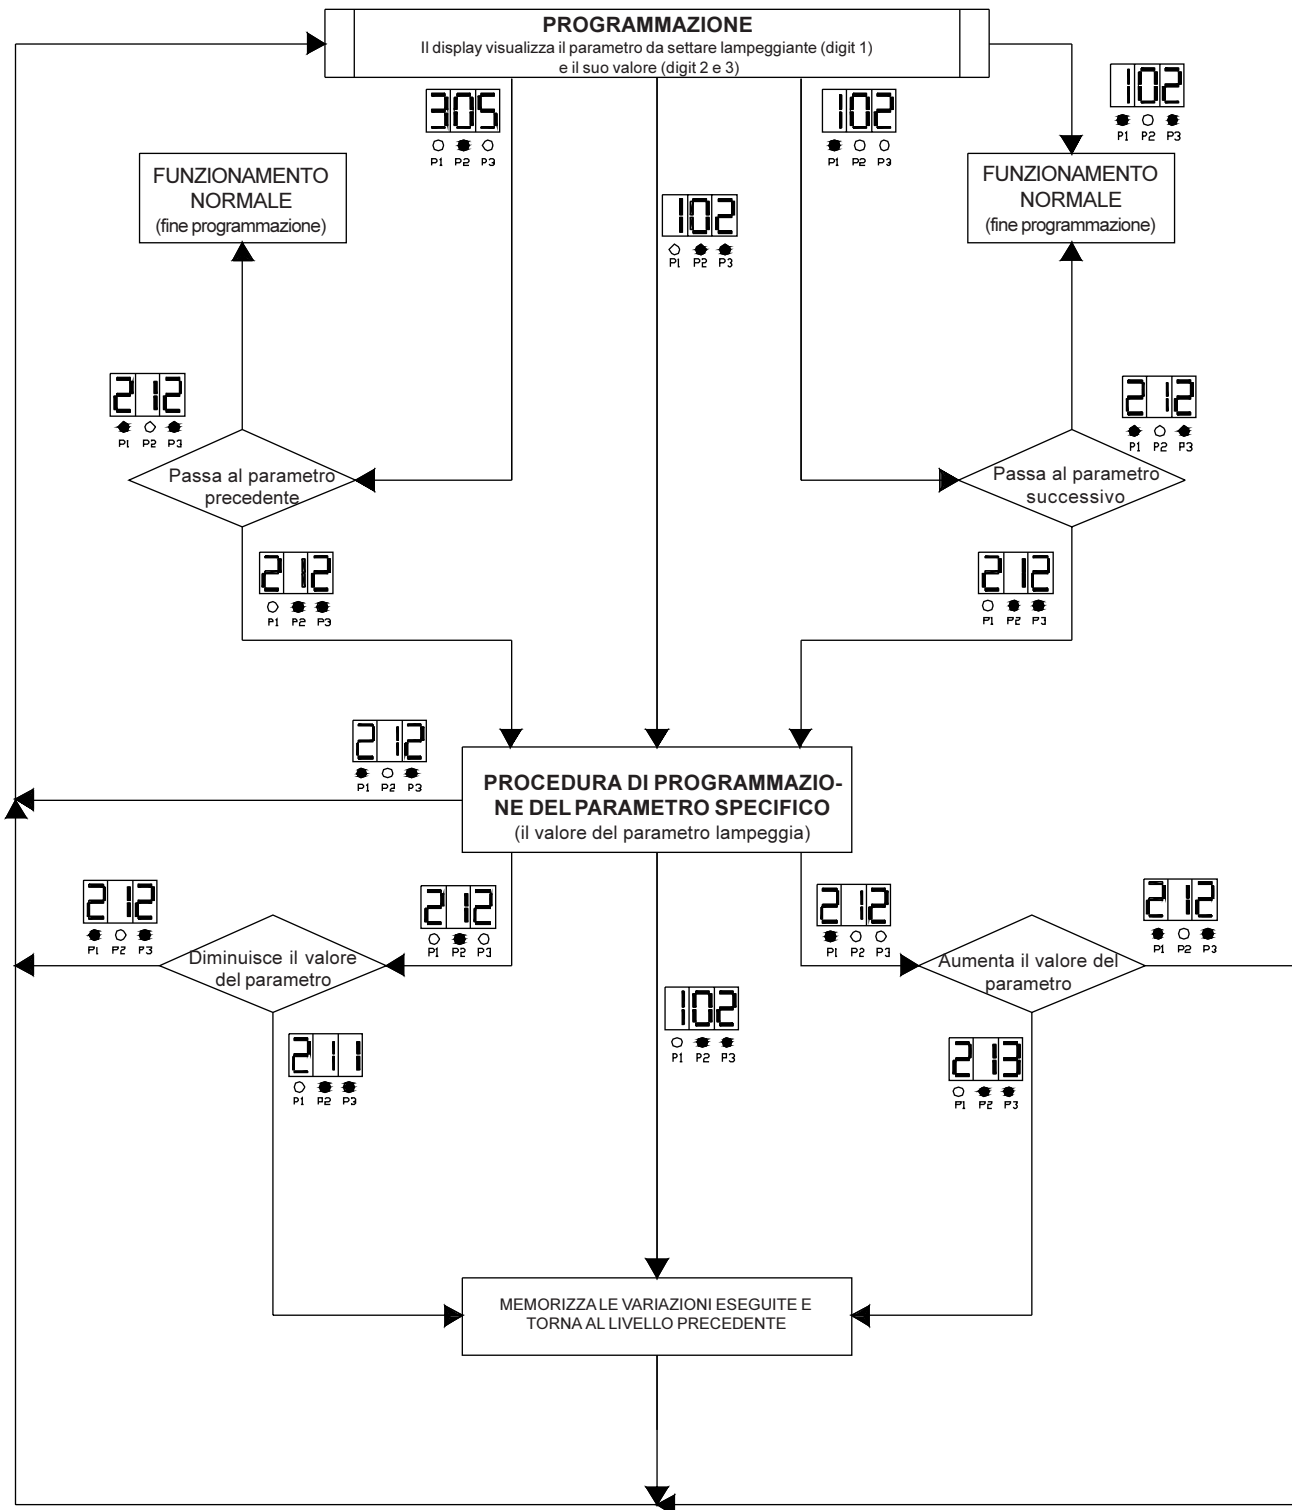 PROGRAMMAZIONE
Il display visualizza il parametro da settare lampeggiante (digit 1)
e il suo valore (digit 2 e 3)
305
P1 P2 P3
102
P1 P2 P3
102
P1 P2 P3
FUNZIONAMENTO
NORMALE
(fine programmazione)
102
P1 P2 P3
FUNZIONAMENTO
NORMALE
(fine programmazione)
212
P1 P2 P3
212
P1 P2 P3
Passa al parametro
precedente
Passa al parametro
successivo
212
P1 P2 P3
212
P1 P2 P3
212
P1 P2 P3
PROCEDURA DI PROGRAMMAZIO-
NE DEL PARAMETRO SPECIFICO
(il valore del parametro lampeggia)
212
P1 P2 P3
212
P1 P2 P3
212
P1 P2 P3
212
P1 P2 P3
Diminuisce il valore
del parametro
Aumenta il valore del
parametro
102
P1 P2 P3
211
P1 P2 P3
213
P1 P2 P3
MEMORIZZA LE VARIAZIONI ESEGUITE E
TORNA AL LIVELLO PRECEDENTE